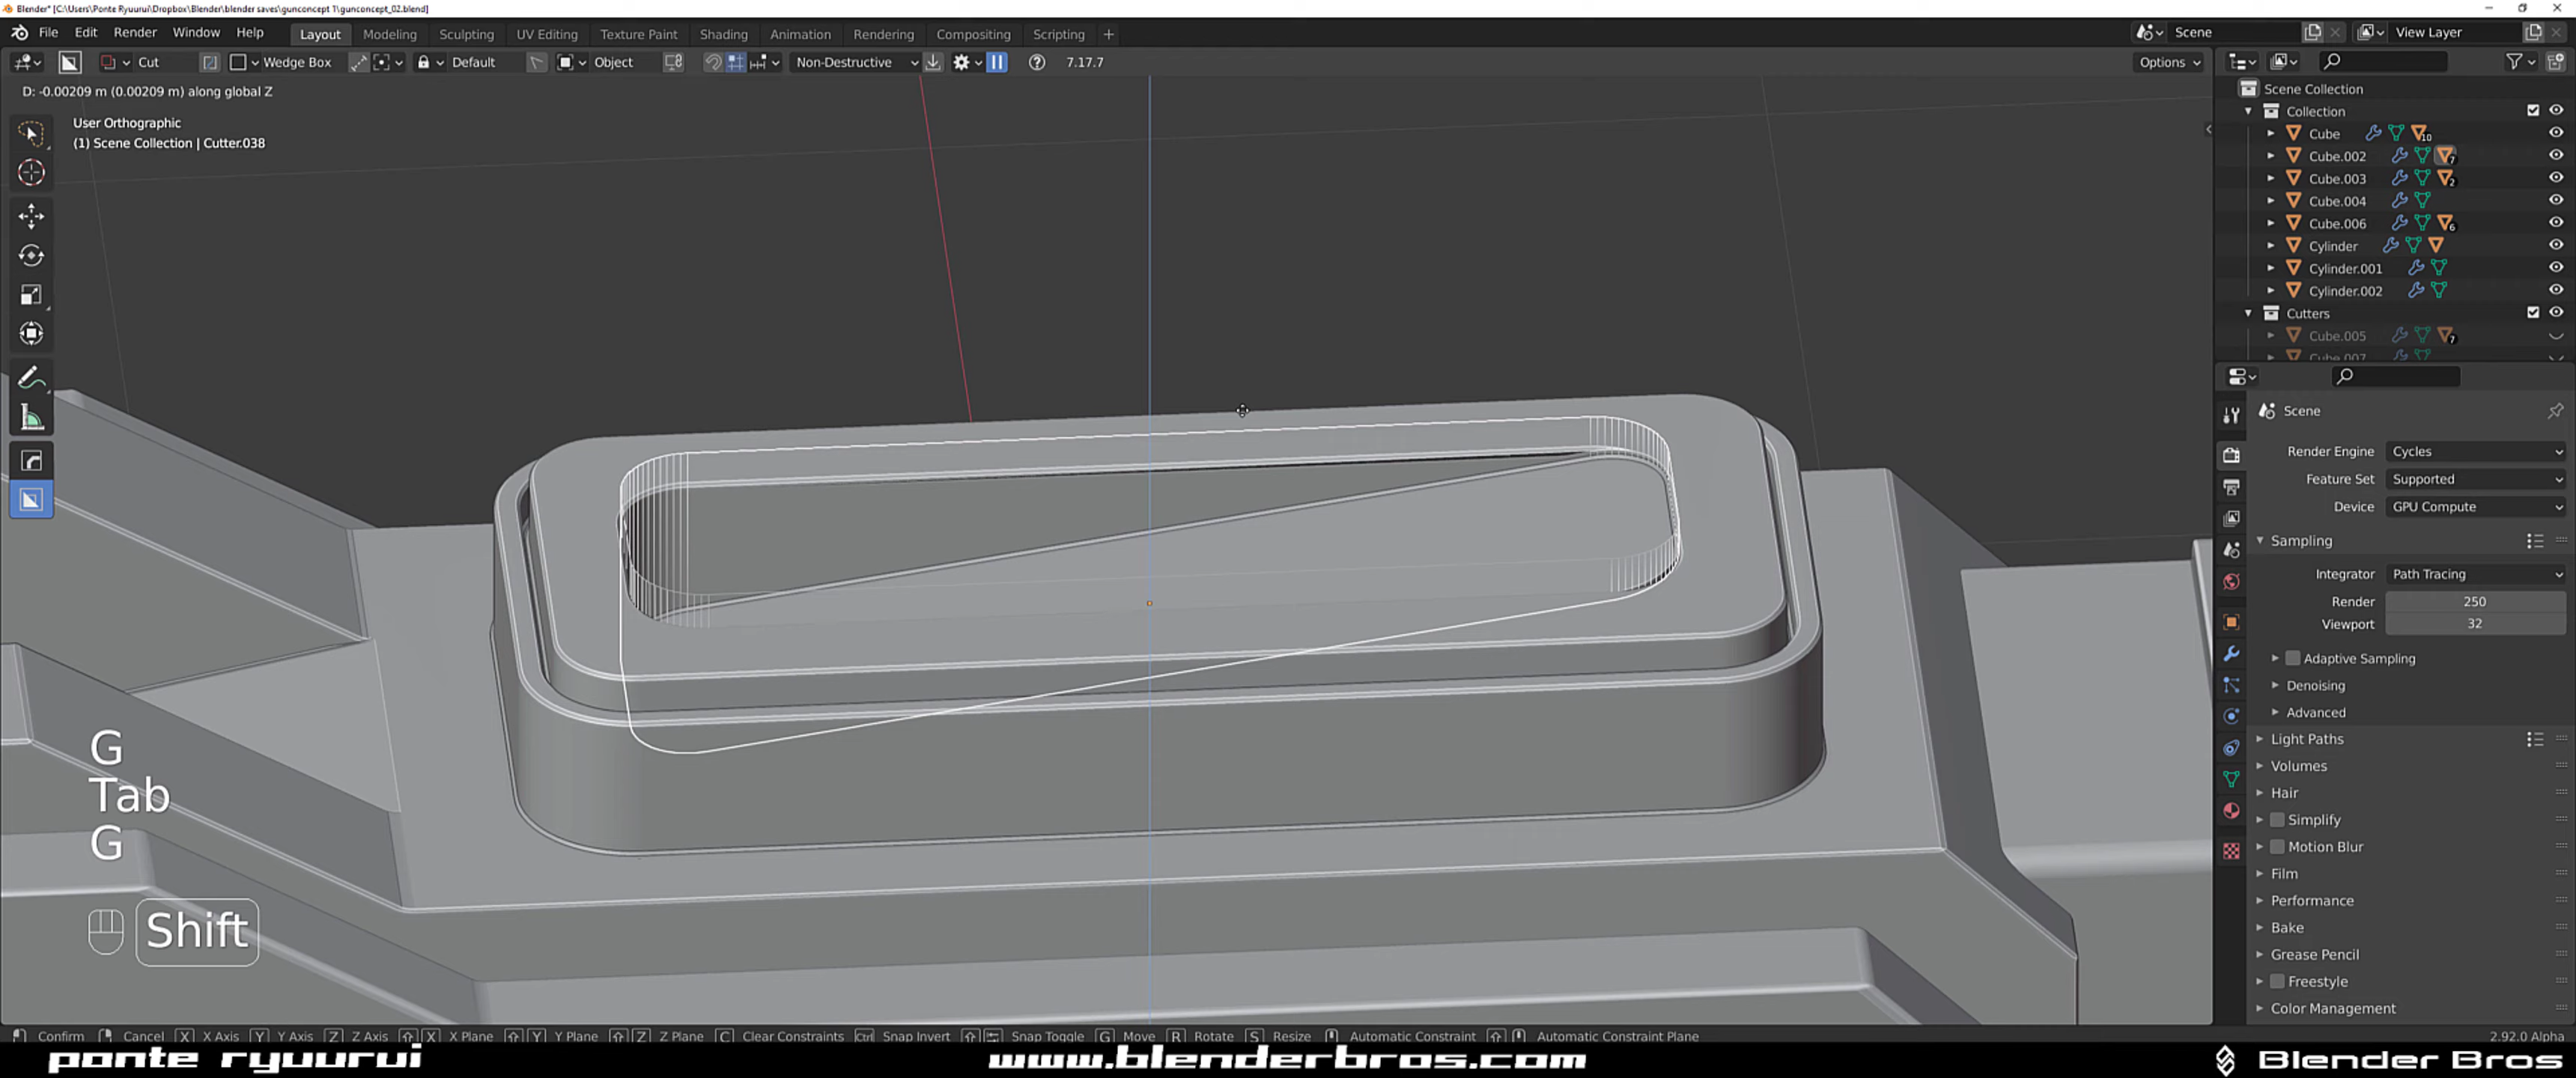 Blender* [C:\Users\Ponte Ryuurui\Dropbox\Blender\blender saves\gunconcept 1\gunconcept_02.blend]
File Edit Render Window Help Layout Modeling Sculpting UV Editing Texture Paint Shading Animation Rendering Compositing Scripting + Scene View Layer
Cut Wedge Box Default Object Non-Destructive 7.17.7 Options
D: -0.00209 m (0.00209 m) along global Z
User Orthographic
(1) Scene Collection | Cutter.038
G
Tab
G
Shift
Scene Collection
Collection
Cube 10
Cube.002 7
Cube.003 2
Cube.004
Cube.006 6
Cylinder
Cylinder.001
Cylinder.002
Cutters
Cube.005 7
Cube.007
Scene
Render Engine Cycles
Feature Set Supported
Device GPU Compute
Sampling
Integrator Path Tracing
Render 250
Viewport 32
Adaptive Sampling
Denoising
Advanced
Light Paths
Volumes
Hair
Simplify
Motion Blur
Film
Performance
Bake
Grease Pencil
Freestyle
Color Management
Confirm Cancel X X Axis Y Y Axis Z Z Axis X X Plane Y Y Plane Z Z Plane C Clear Constraints Ctrl Snap Invert Snap Toggle G Move R Rotate S Resize Automatic Constraint Automatic Constraint Plane 2.92.0 Alpha
ponte ryuurui www.blenderbros.com Blender Bros